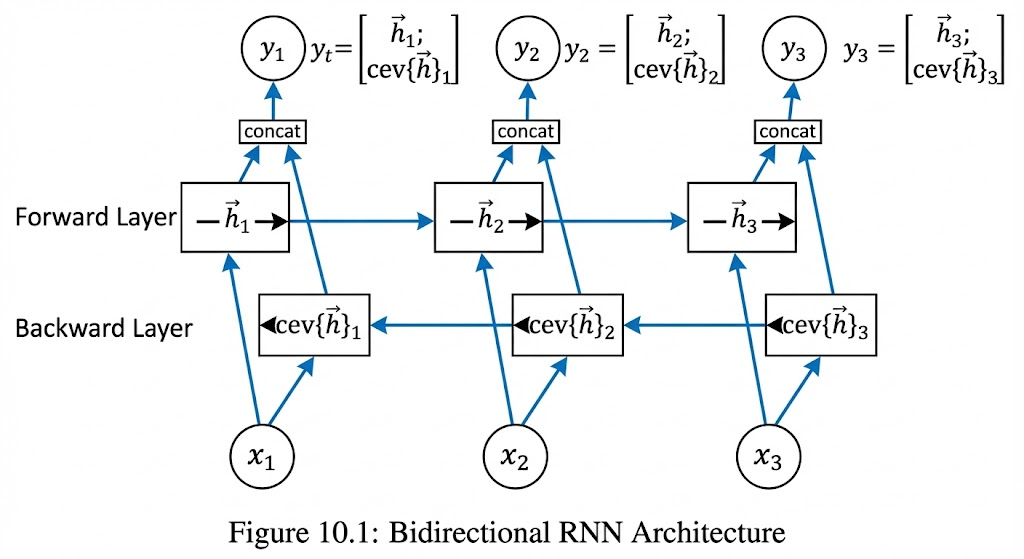 y₁ yₜ= [h⃗₁; cev{h⃗}₁]
y₂ y₂ = [h⃗₂; cev{h⃗}₂]
y₃ y₃ = [h⃗₃; cev{h⃗}₃]
concat concat concat
Forward Layer h⃗₁ h⃗₂ h⃗₃
Backward Layer cev{h⃗}₁ cev{h⃗}₂ cev{h⃗}₃
x₁ x₂ x₃
Figure 10.1: Bidirectional RNN Architecture